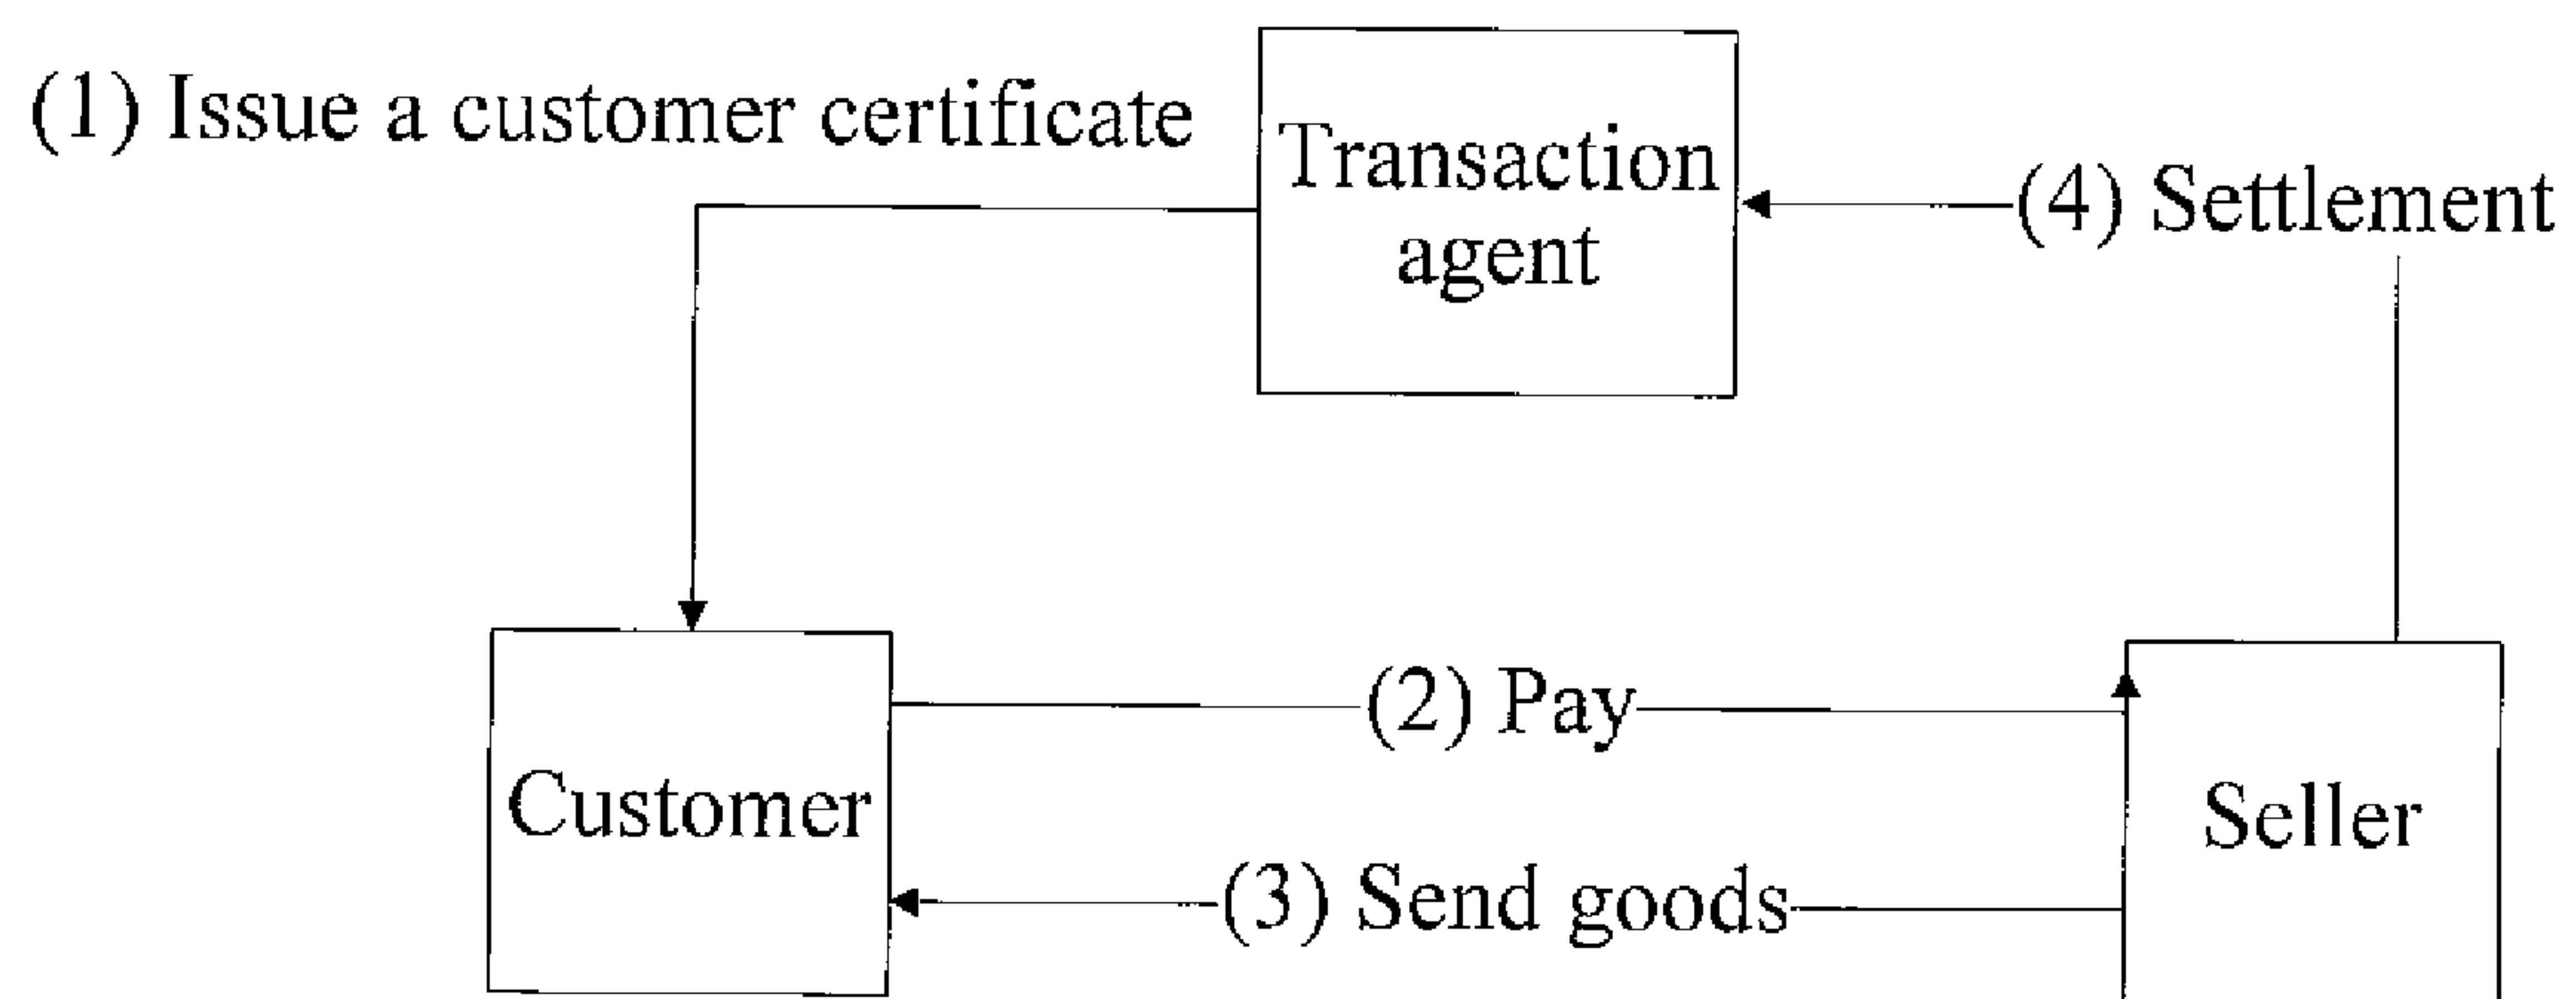 (1) Issue a customer certificate
Transaction
agent
(4) Settlement
(2) Pay
Customer
Seller
(3) Send goods